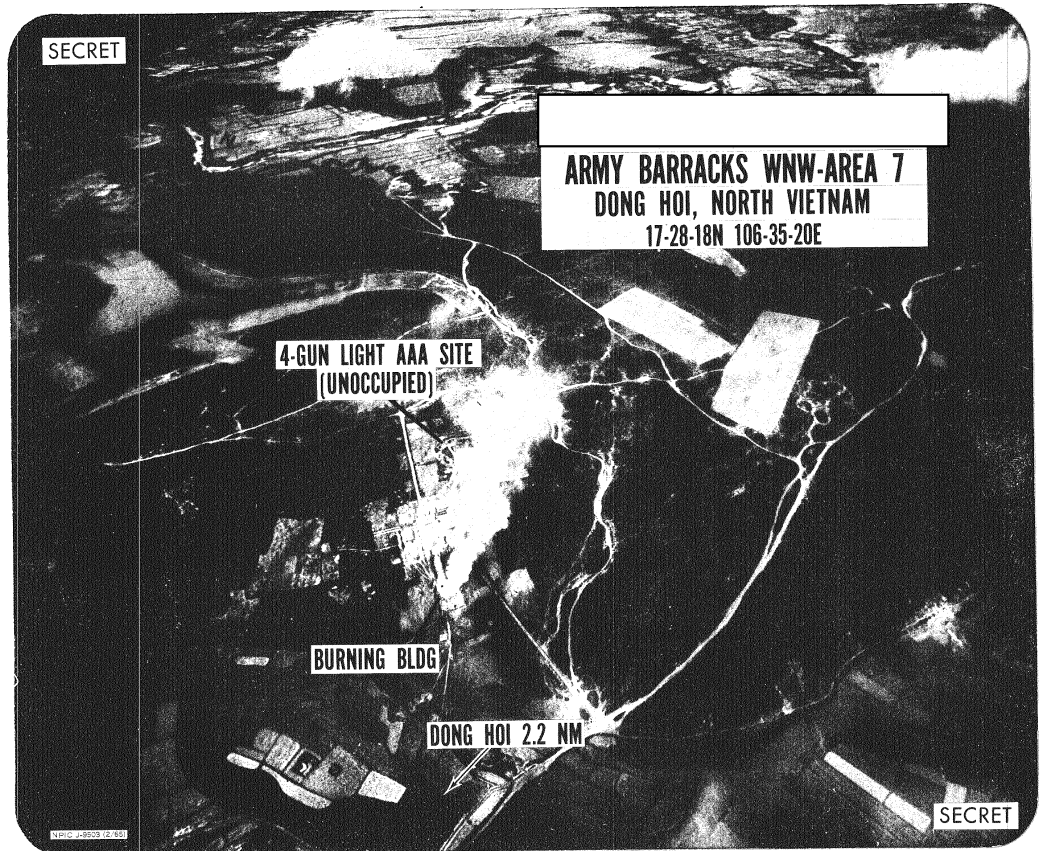 SECRET
ARMY BARRACKS WNW-AREA 7
DONG HOI, NORTH VIETNAM
17-28-18N 106-35-20E
4-GUN LIGHT AAA SITE
(UNOCCUPIED)
BURNING BLDG
DONG HOI 2.2 NM
SECRET
NPIC J-9503 (2/65)